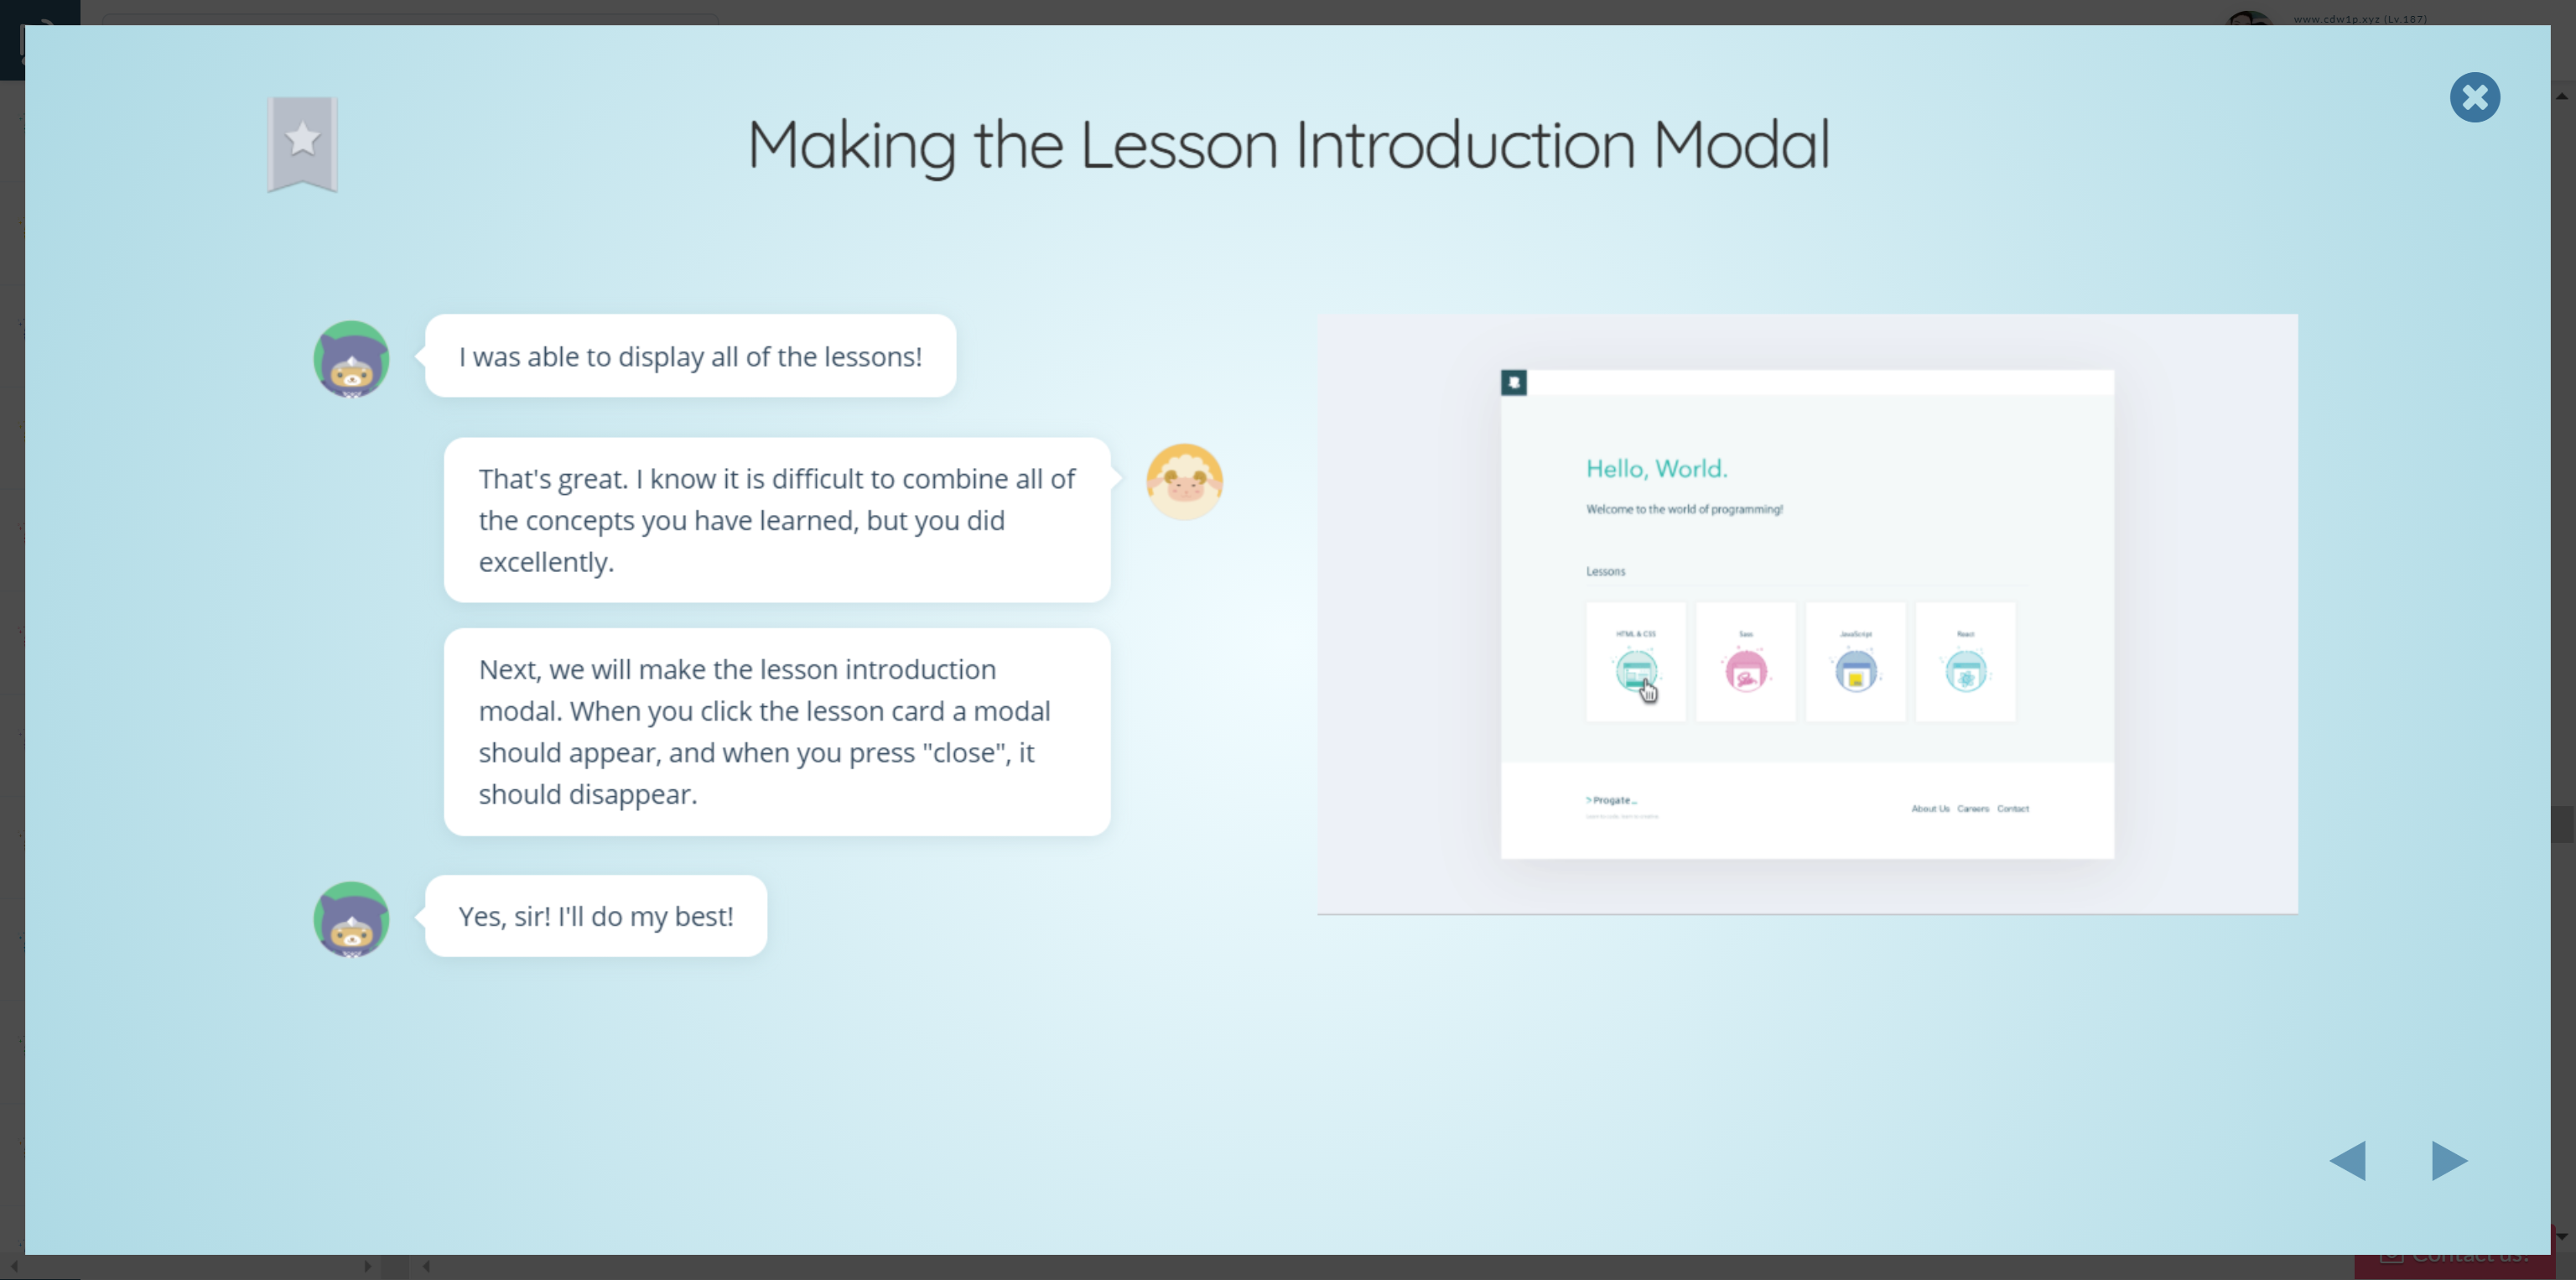 www.cdw1p.xyz (Lv.187)
Making the Lesson Introduction Modal
I was able to display all of the lessons!
That's great. I know it is difficult to combine all of
the concepts you have learned, but you did
excellently.
Next, we will make the lesson introduction
modal. When you click the lesson card a modal
should appear, and when you press "close", it
should disappear.
Yes, sir! I'll do my best!
Hello, World.
Welcome to the world of programming!
Lessons
HTML & CSS
Sass
JavaScript
React
>Progate_
About Us Careers Contact
Contact us!